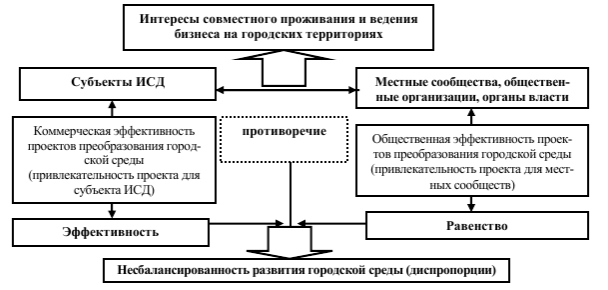 Интересы совместного проживания и ведения
бизнеса на городских территориях
Субъекты ИСД
Местные сообщества, обществен-
ные организации, органы власти
Коммерческая эффективность
проектов преобразования город-
ской среды
(привлекательность проекта для
субъекта ИСД)
противоречие
Общественная эффективность проек-
тов преобразования городской среды
(привлекательность проекта для мест-
ных сообществ)
Эффективность
Равенство
Несбалансированность развития городской среды (диспропорции)